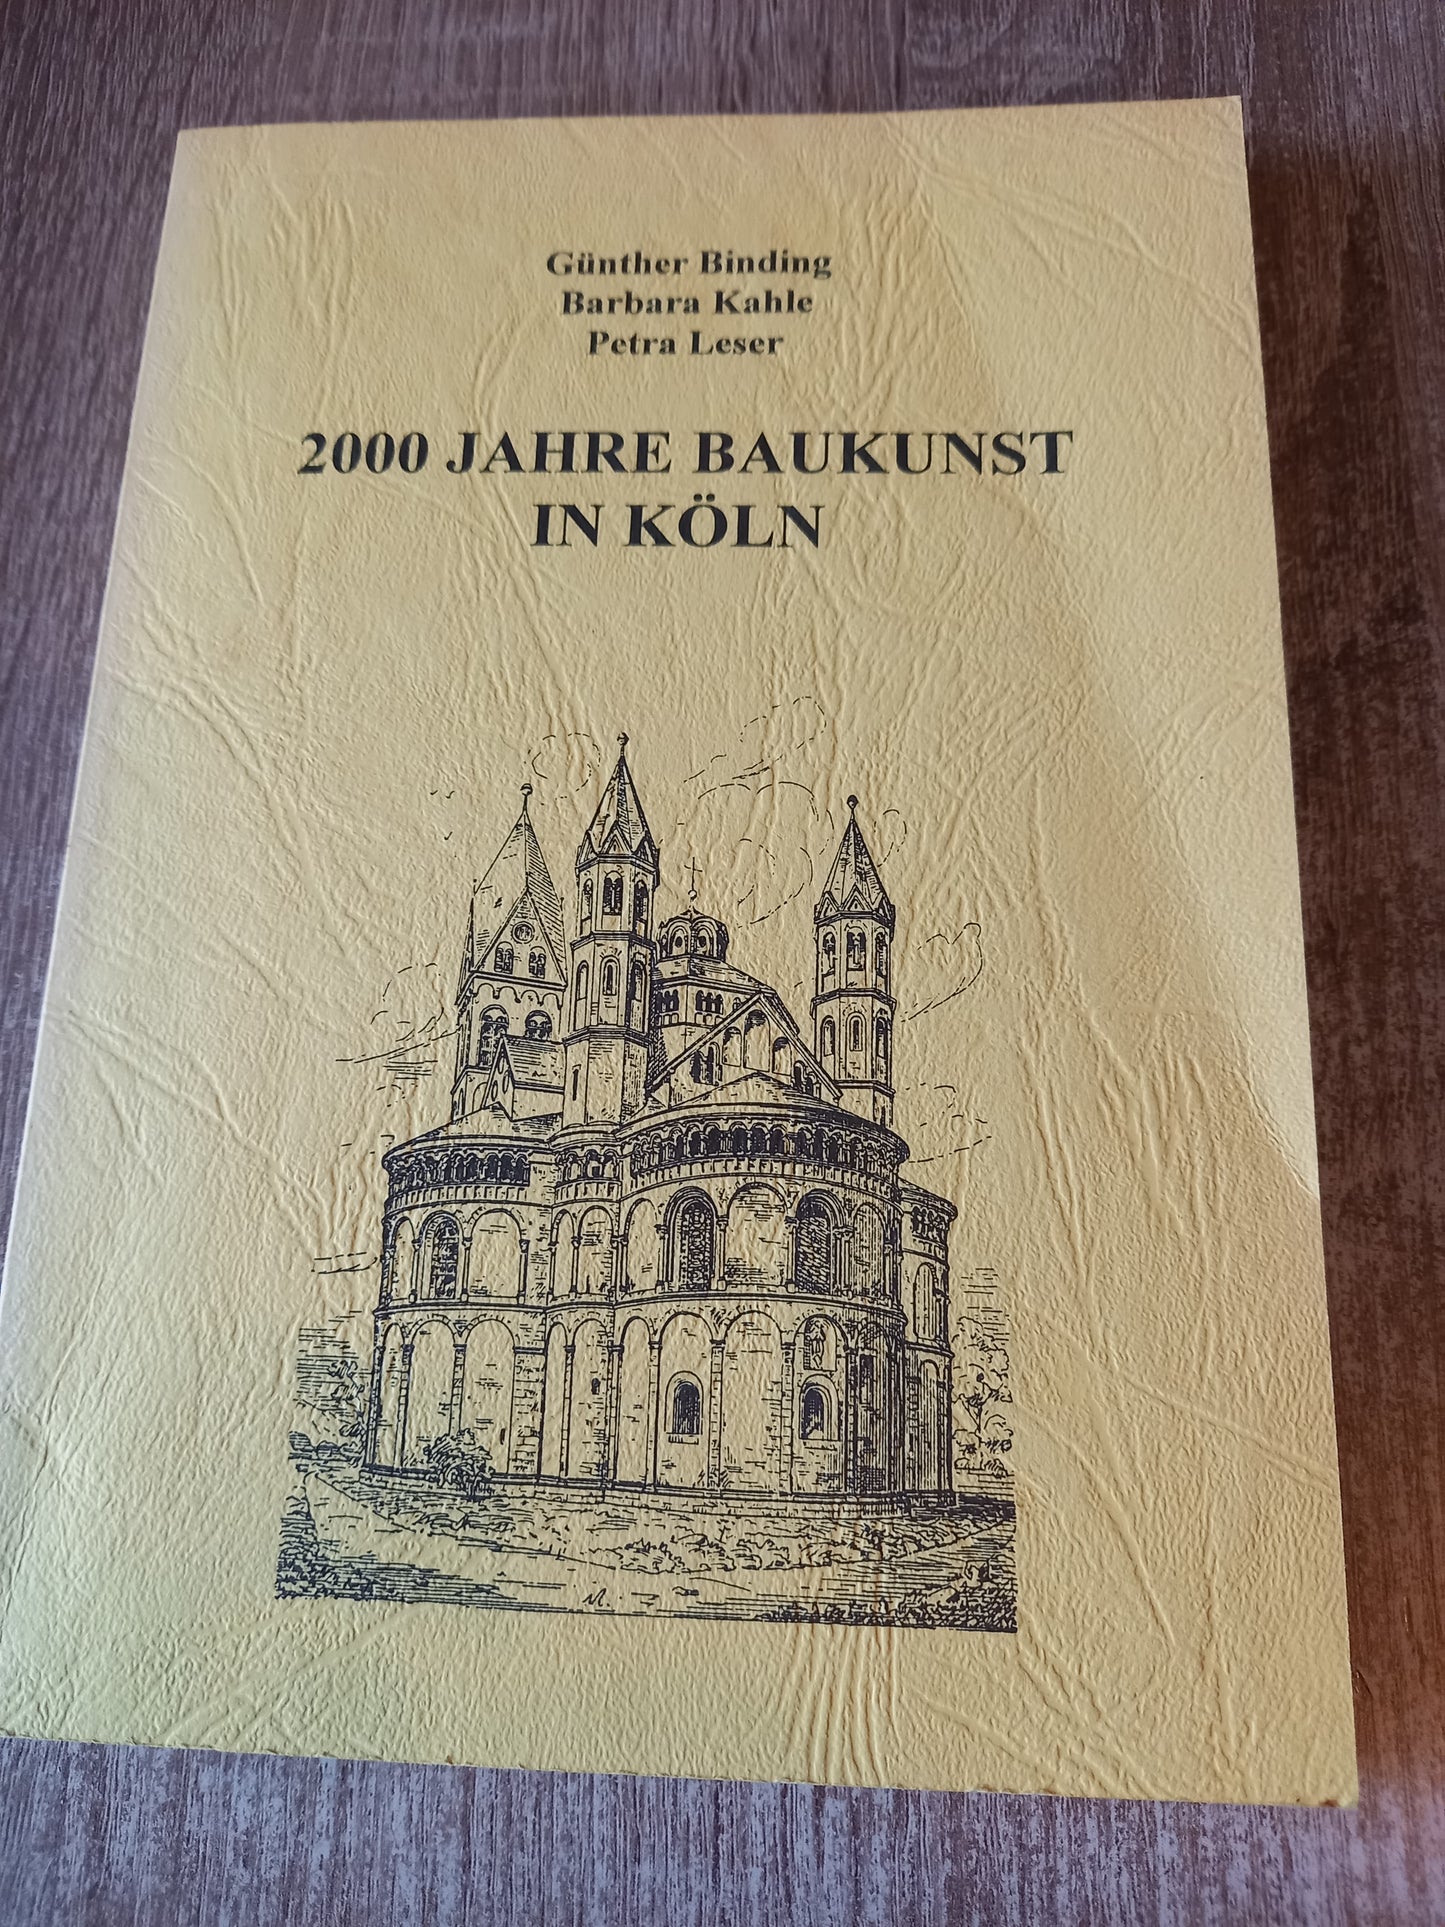 Günther Binding
Barbara Kahle
Petra Leser
2000 JAHRE BAUKUNST
IN KÖLN